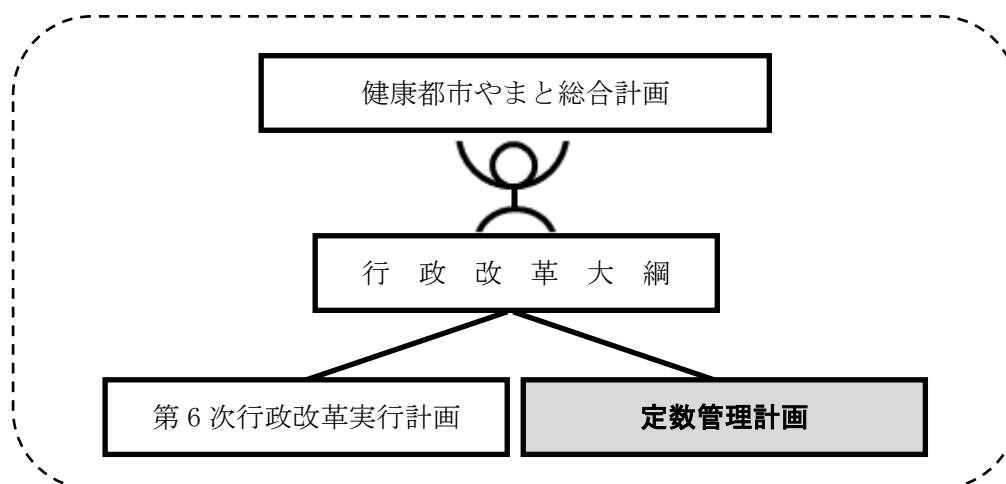 健康都市やまと総合計画
行 政 改 革 大 綱
第6次行政改革実行計画
定数管理計画